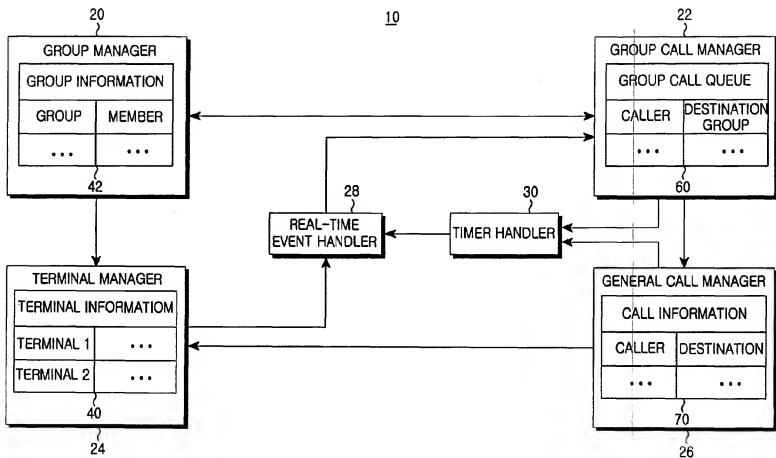 20
10
22
GROUP MANAGER
GROUP INFORMATION
GROUP MEMBER
... ...
42
GROUP CALL MANAGER
GROUP CALL QUEUE
CALLER DESTINATION
GROUP
... ...
60
28
REAL-TIME
EVENT HANDLER
30
TIMER HANDLER
TERMINAL MANAGER
TERMINAL INFORMATIOM
TERMINAL 1 ...
TERMINAL 2 ...
40
24
GENERAL CALL MANAGER
CALL INFORMATION
CALLER DESTINATION
... ...
70
26